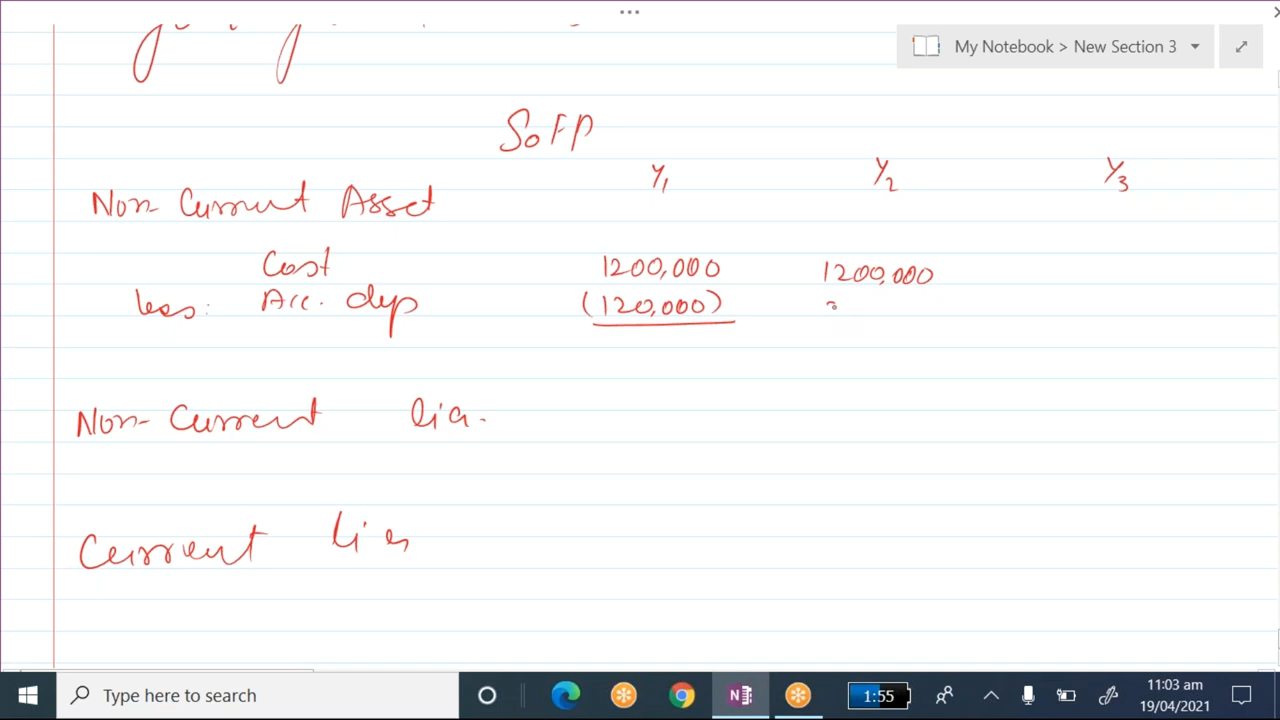 My Notebook > New Section 3
SoFP
Y1 Y2 Y3
Non-Current Asset
Cost 1200,000 1200,000
less: Acc. dep (120,000)
Non-Current lia.
Current lia
Type here to search
1:55
11:03 am
19/04/2021